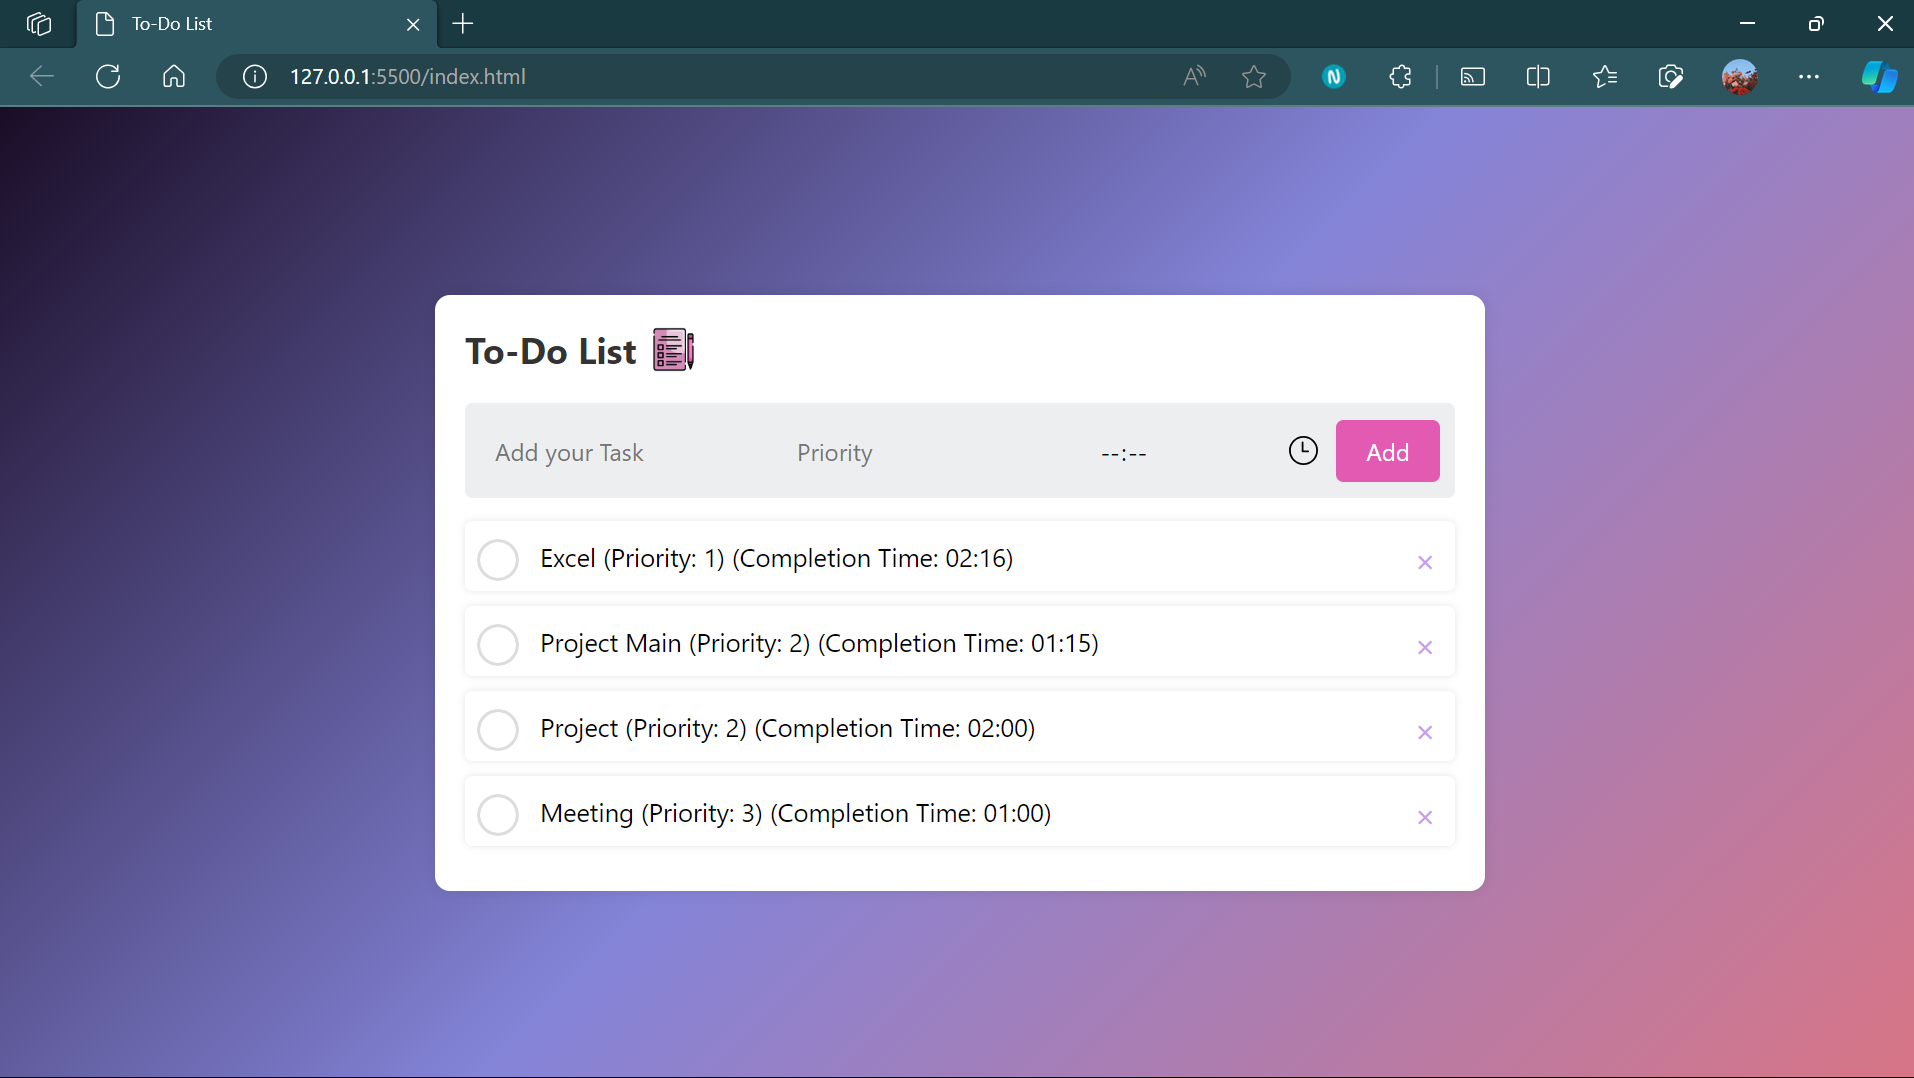 To-Do List
127.0.0.1:5500/index.html
To-Do List
Add your Task Priority --:-- Add
Excel (Priority: 1) (Completion Time: 02:16) ×
Project Main (Priority: 2) (Completion Time: 01:15) ×
Project (Priority: 2) (Completion Time: 02:00) ×
Meeting (Priority: 3) (Completion Time: 01:00) ×